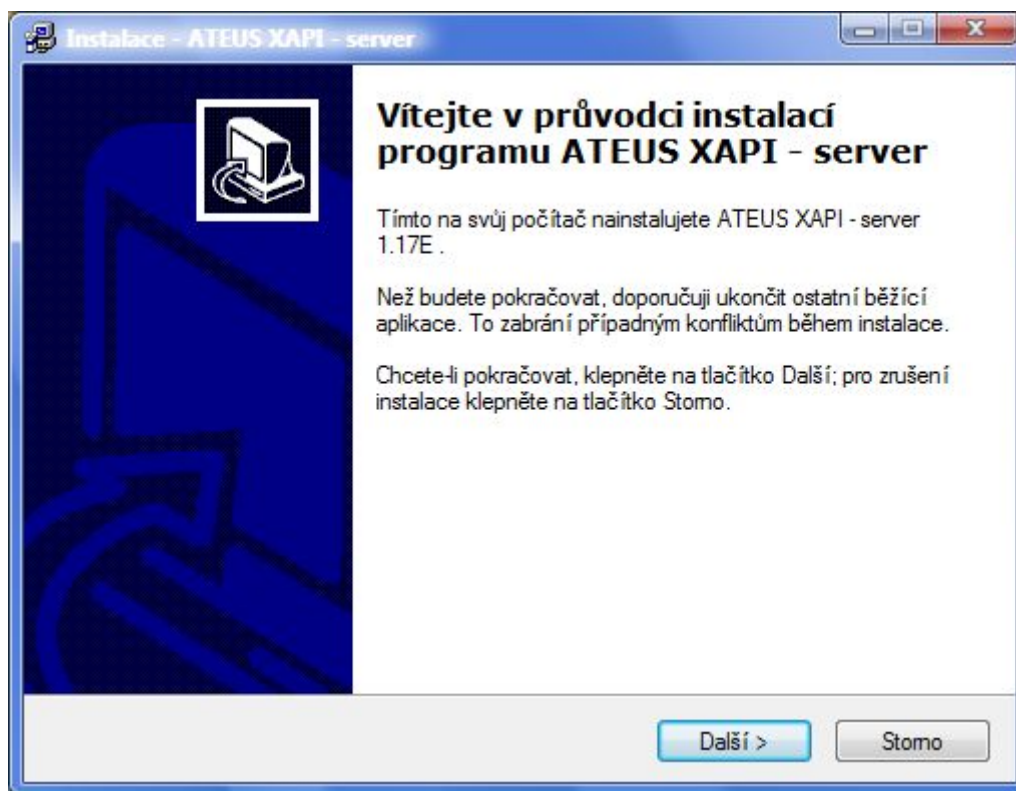 Instalace - ATEUS XAPI - server
Vítejte v průvodci instalací
programu ATEUS XAPI - server
Tímto na svůj počítač nainstalujete ATEUS XAPI - server
1.17E .
Než budete pokračovat, doporučuji ukončit ostatní běžící
aplikace. To zabrání případným konfliktům během instalace.
Chcete-li pokračovat, klepněte na tlačítko Další; pro zrušení
instalace klepněte na tlačítko Storno.
Další >
Storno